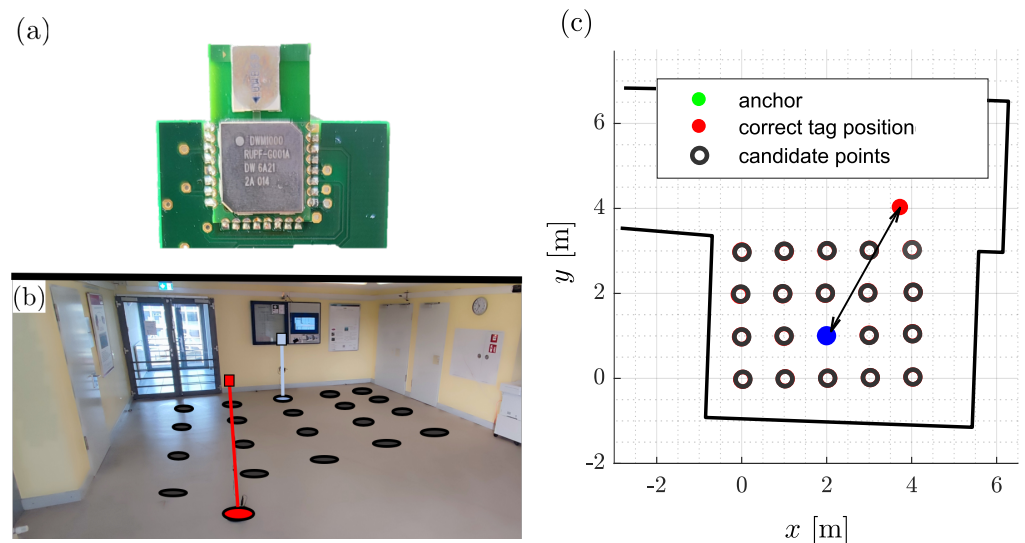 (a)
DWM1000
RUPF-G001A
DW 6A21
2A 014
(b)
(c)
anchor
correct tag position
candidate points
6
4
2
0
-2
y [m]
-2
0
2
4
6
x [m]